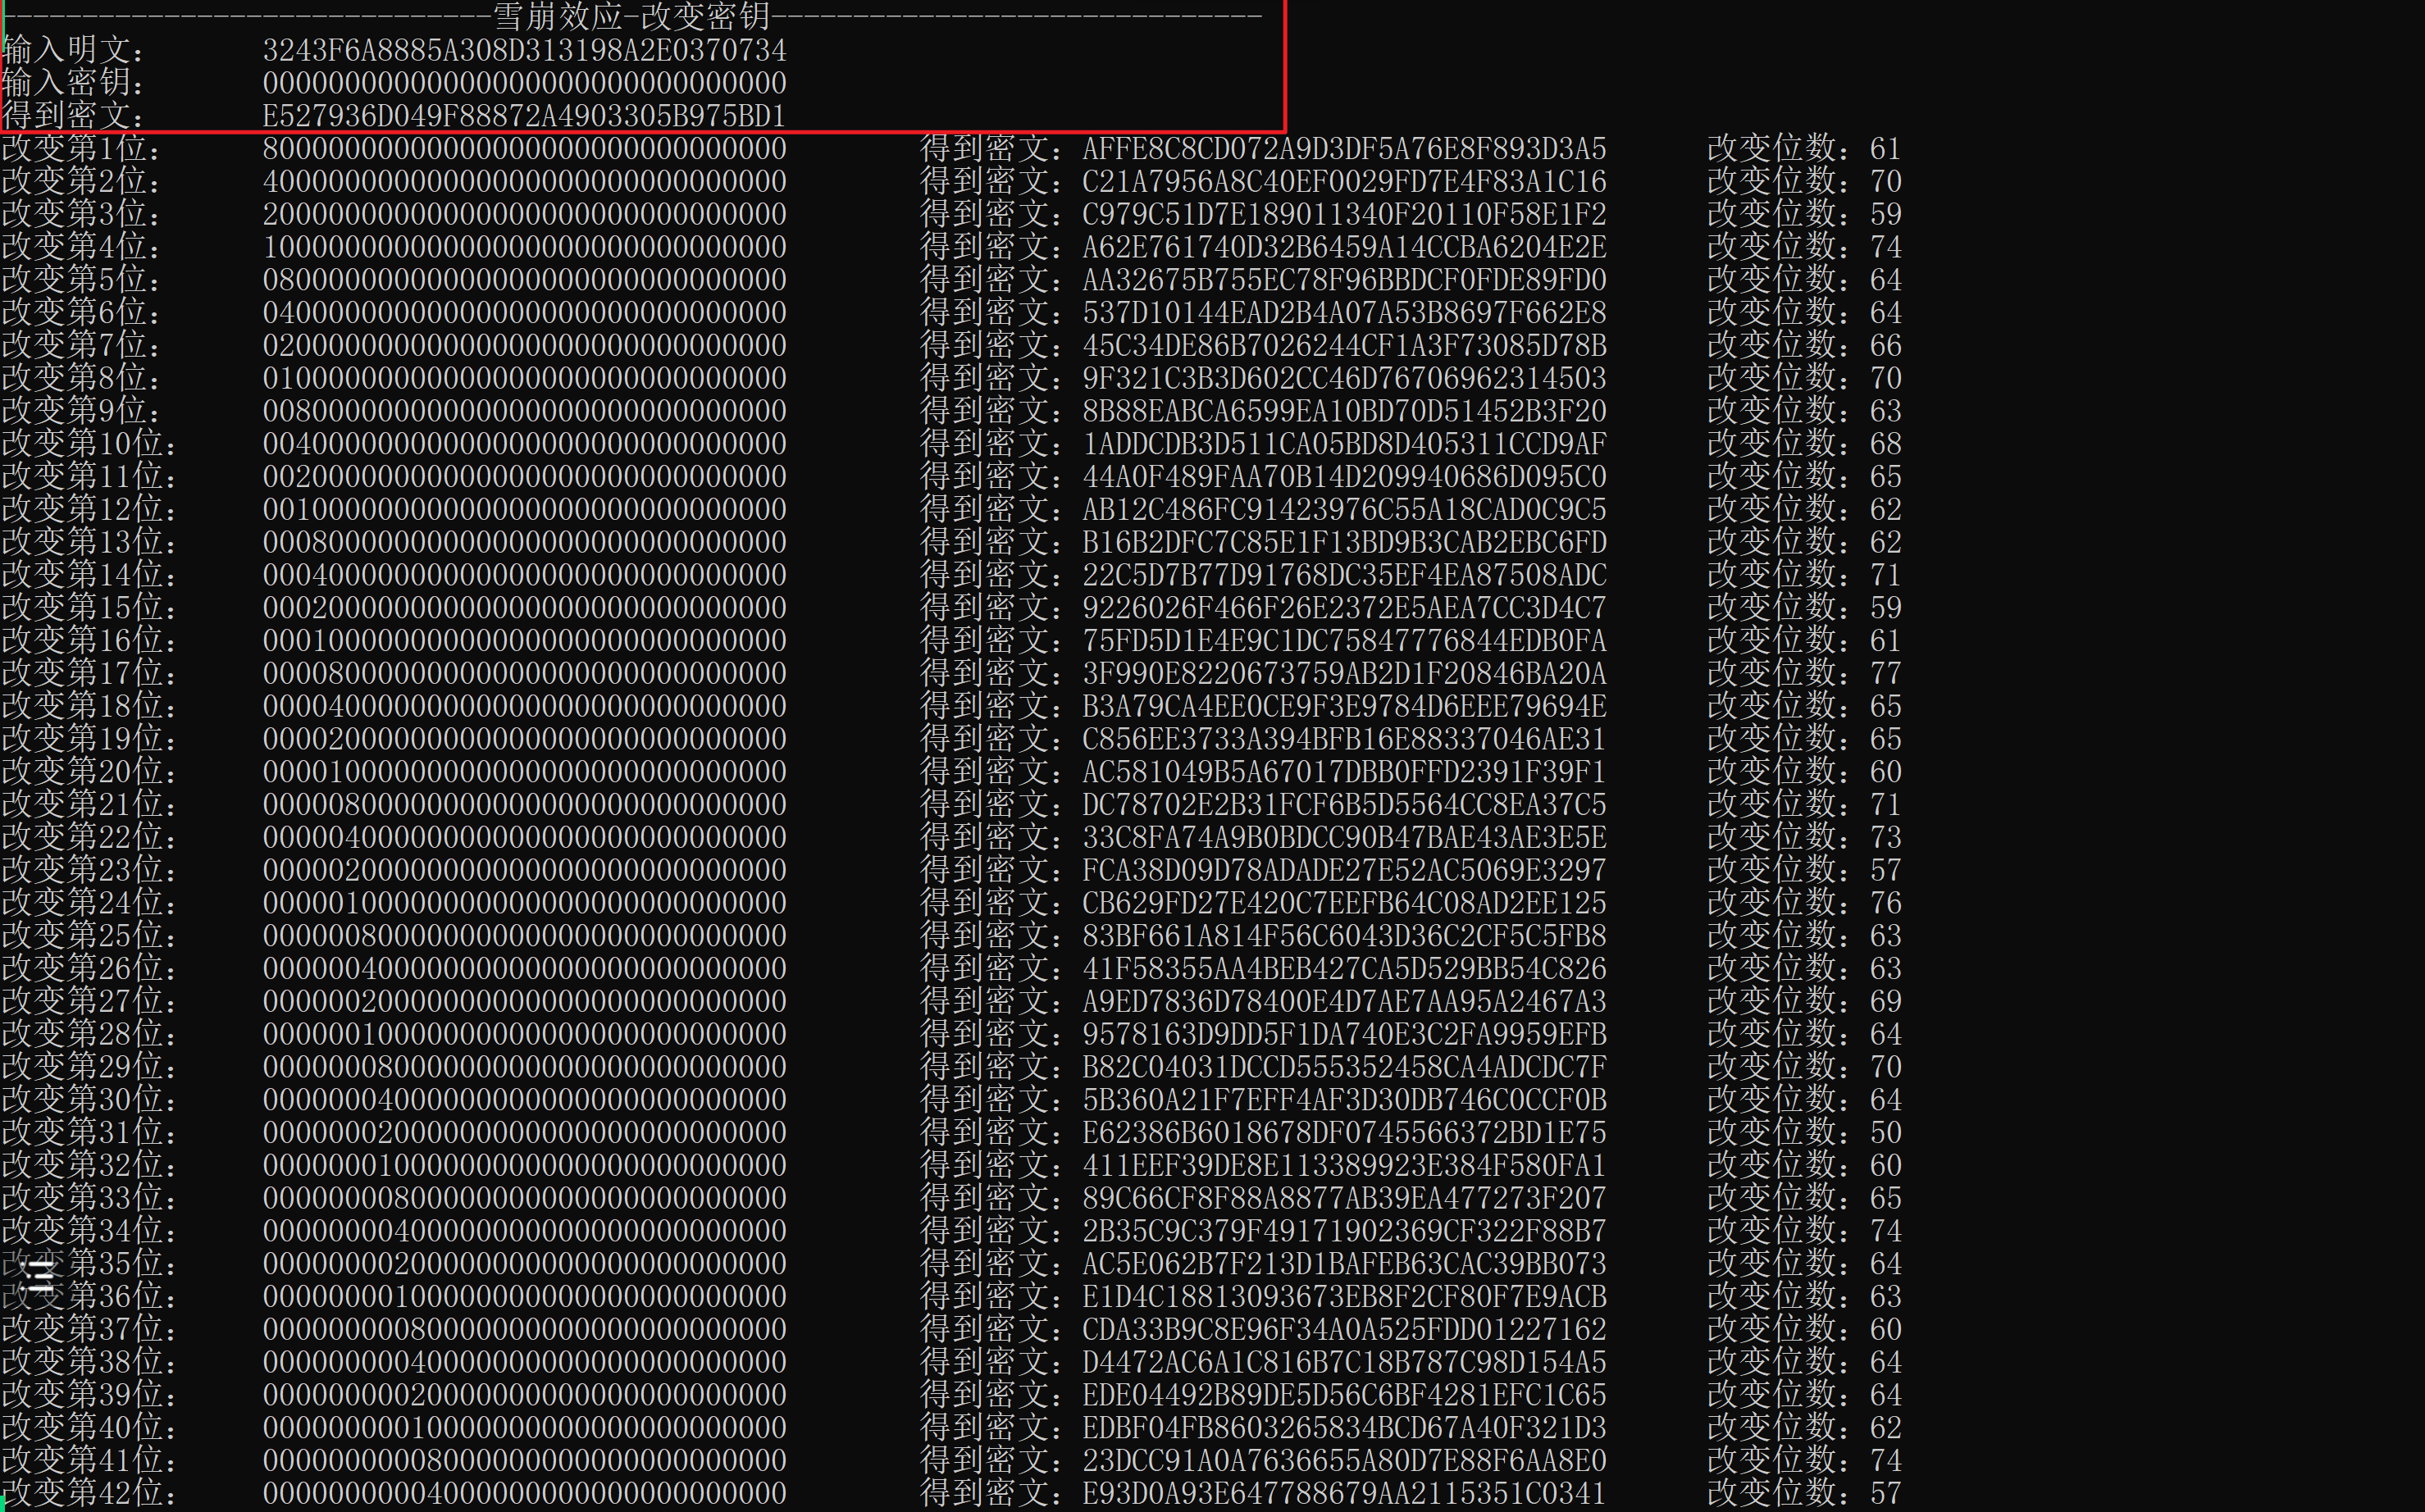 ------------------------------雪崩效应-改变密钥------------------------------
输入明文： 3243F6A8885A308D313198A2E0370734
输入密钥： 00000000000000000000000000000000
得到密文： E527936D049F88872A4903305B975BD1
改变第1位： 80000000000000000000000000000000 得到密文：AFFE8C8CD072A9D3DF5A76E8F893D3A5 改变位数：61
改变第2位： 40000000000000000000000000000000 得到密文：C21A7956A8C40EF0029FD7E4F83A1C16 改变位数：70
改变第3位： 20000000000000000000000000000000 得到密文：C979C51D7E189011340F20110F58E1F2 改变位数：59
改变第4位： 10000000000000000000000000000000 得到密文：A62E761740D32B6459A14CCBA6204E2E 改变位数：74
改变第5位： 08000000000000000000000000000000 得到密文：AA32675B755EC78F96BBDCF0FDE89FD0 改变位数：64
改变第6位： 04000000000000000000000000000000 得到密文：537D10144EAD2B4A07A53B8697F662E8 改变位数：64
改变第7位： 02000000000000000000000000000000 得到密文：45C34DE86B7026244CF1A3F73085D78B 改变位数：66
改变第8位： 01000000000000000000000000000000 得到密文：9F321C3B3D602CC46D76706962314503 改变位数：70
改变第9位： 00800000000000000000000000000000 得到密文：8B88EABCA6599EA10BD70D51452B3F20 改变位数：63
改变第10位： 00400000000000000000000000000000 得到密文：1ADDCDB3D511CA05BD8D405311CCD9AF 改变位数：68
改变第11位： 00200000000000000000000000000000 得到密文：44A0F489FAA70B14D209940686D095C0 改变位数：65
改变第12位： 00100000000000000000000000000000 得到密文：AB12C486FC91423976C55A18CAD0C9C5 改变位数：62
改变第13位： 00080000000000000000000000000000 得到密文：B16B2DFC7C85E1F13BD9B3CAB2EBC6FD 改变位数：62
改变第14位： 00040000000000000000000000000000 得到密文：22C5D7B77D91768DC35EF4EA87508ADC 改变位数：71
改变第15位： 00020000000000000000000000000000 得到密文：9226026F466F26E2372E5AEA7CC3D4C7 改变位数：59
改变第16位： 00010000000000000000000000000000 得到密文：75FD5D1E4E9C1DC75847776844EDB0FA 改变位数：61
改变第17位： 00008000000000000000000000000000 得到密文：3F990E8220673759AB2D1F20846BA20A 改变位数：77
改变第18位： 00004000000000000000000000000000 得到密文：B3A79CA4EE0CE9F3E9784D6EEE79694E 改变位数：65
改变第19位： 00002000000000000000000000000000 得到密文：C856EE3733A394BFB16E88337046AE31 改变位数：65
改变第20位： 00001000000000000000000000000000 得到密文：AC581049B5A67017DBB0FFD2391F39F1 改变位数：60
改变第21位： 00000800000000000000000000000000 得到密文：DC78702E2B31FCF6B5D5564CC8EA37C5 改变位数：71
改变第22位： 00000400000000000000000000000000 得到密文：33C8FA74A9B0BDCC90B47BAE43AE3E5E 改变位数：73
改变第23位： 00000200000000000000000000000000 得到密文：FCA38D09D78ADADE27E52AC5069E3297 改变位数：57
改变第24位： 00000100000000000000000000000000 得到密文：CB629FD27E420C7EEFB64C08AD2EE125 改变位数：76
改变第25位： 00000080000000000000000000000000 得到密文：83BF661A814F56C6043D36C2CF5C5FB8 改变位数：63
改变第26位： 00000040000000000000000000000000 得到密文：41F58355AA4BEB427CA5D529BB54C826 改变位数：63
改变第27位： 00000020000000000000000000000000 得到密文：A9ED7836D78400E4D7AE7AA95A2467A3 改变位数：69
改变第28位： 00000010000000000000000000000000 得到密文：9578163D9DD5F1DA740E3C2FA9959EFB 改变位数：64
改变第29位： 00000008000000000000000000000000 得到密文：B82C04031DCCD555352458CA4ADCDC7F 改变位数：70
改变第30位： 00000004000000000000000000000000 得到密文：5B360A21F7EFF4AF3D30DB746C0CCF0B 改变位数：64
改变第31位： 00000002000000000000000000000000 得到密文：E62386B6018678DF0745566372BD1E75 改变位数：50
改变第32位： 00000001000000000000000000000000 得到密文：411EEF39DE8E113389923E384F580FA1 改变位数：60
改变第33位： 00000000800000000000000000000000 得到密文：89C66CF8F88A8877AB39EA477273F207 改变位数：65
改变第34位： 00000000400000000000000000000000 得到密文：2B35C9C379F49171902369CF322F88B7 改变位数：74
改变第35位： 00000000200000000000000000000000 得到密文：AC5E062B7F213D1BAFEB63CAC39BB073 改变位数：64
改变第36位： 00000000100000000000000000000000 得到密文：E1D4C18813093673EB8F2CF80F7E9ACB 改变位数：63
改变第37位： 00000000080000000000000000000000 得到密文：CDA33B9C8E96F34A0A525FDD01227162 改变位数：60
改变第38位： 00000000040000000000000000000000 得到密文：D4472AC6A1C816B7C18B787C98D154A5 改变位数：64
改变第39位： 00000000020000000000000000000000 得到密文：EDE04492B89DE5D56C6BF4281EFC1C65 改变位数：64
改变第40位： 00000000010000000000000000000000 得到密文：EDBF04FB8603265834BCD67A40F321D3 改变位数：62
改变第41位： 00000000008000000000000000000000 得到密文：23DCC91A0A7636655A80D7E88F6AA8E0 改变位数：74
改变第42位： 00000000004000000000000000000000 得到密文：E93D0A93E647788679AA2115351C0341 改变位数：57